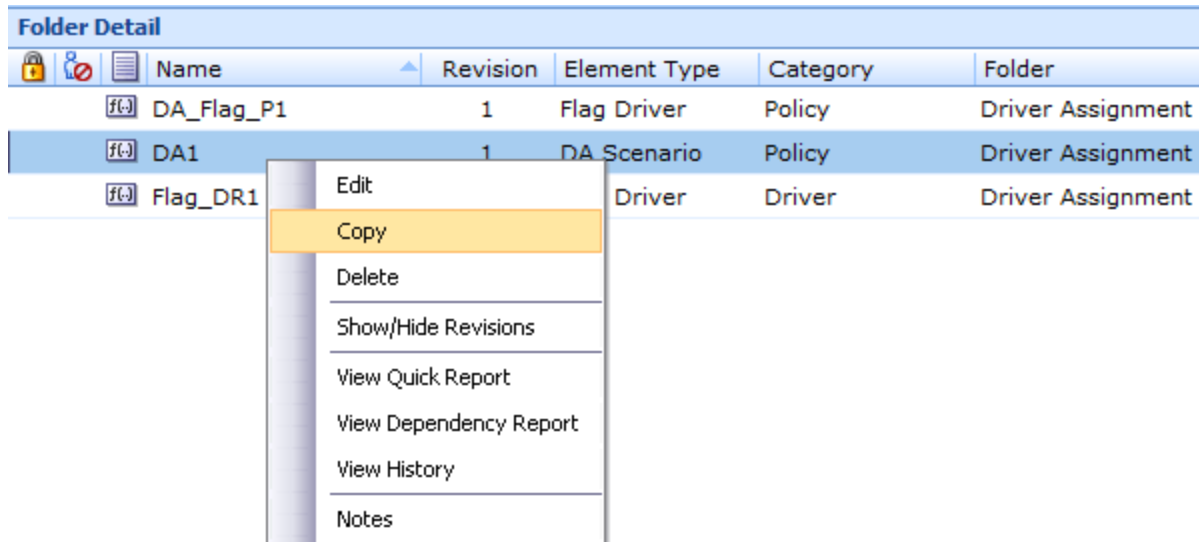 Folder Detail
Name Revision Element Type Category Folder
f(..) DA_Flag_P1 1 Flag Driver Policy Driver Assignment
f(..) DA1 1 DA Scenario Policy Driver Assignment
f(..) Flag_DR1 Driver Driver Driver Assignment
Edit
Copy
Delete
Show/Hide Revisions
View Quick Report
View Dependency Report
View History
Notes